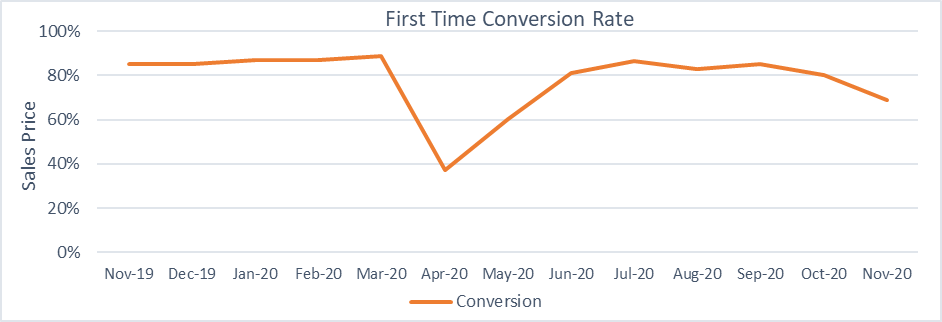 First Time Conversion Rate
Sales Price
100%
80%
60%
40%
20%
0%
Nov-19 Dec-19 Jan-20 Feb-20 Mar-20 Apr-20 May-20 Jun-20 Jul-20 Aug-20 Sep-20 Oct-20 Nov-20
Conversion